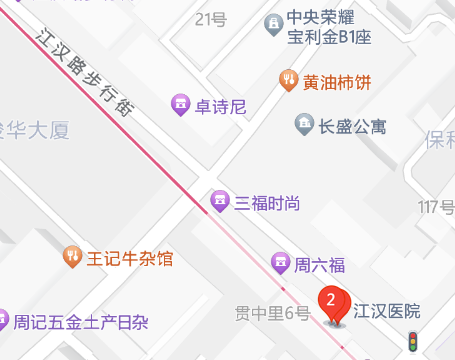 21号
中央荣耀
宝利金B1座
江汉路步行街
黄油柿饼
卓诗尼
长盛公寓
华大厦
保利
三福时尚
117号
王记牛杂馆
周六福
2
贯中里6号
江汉医院
周记五金土产日杂